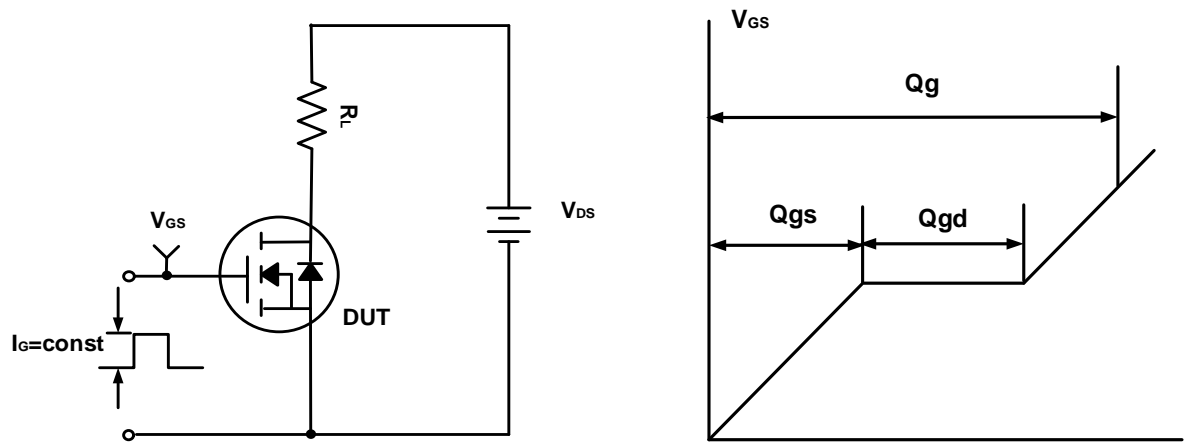 RL
VDS
VGS
DUT
IG=const
VGS
Qg
Qgs
Qgd